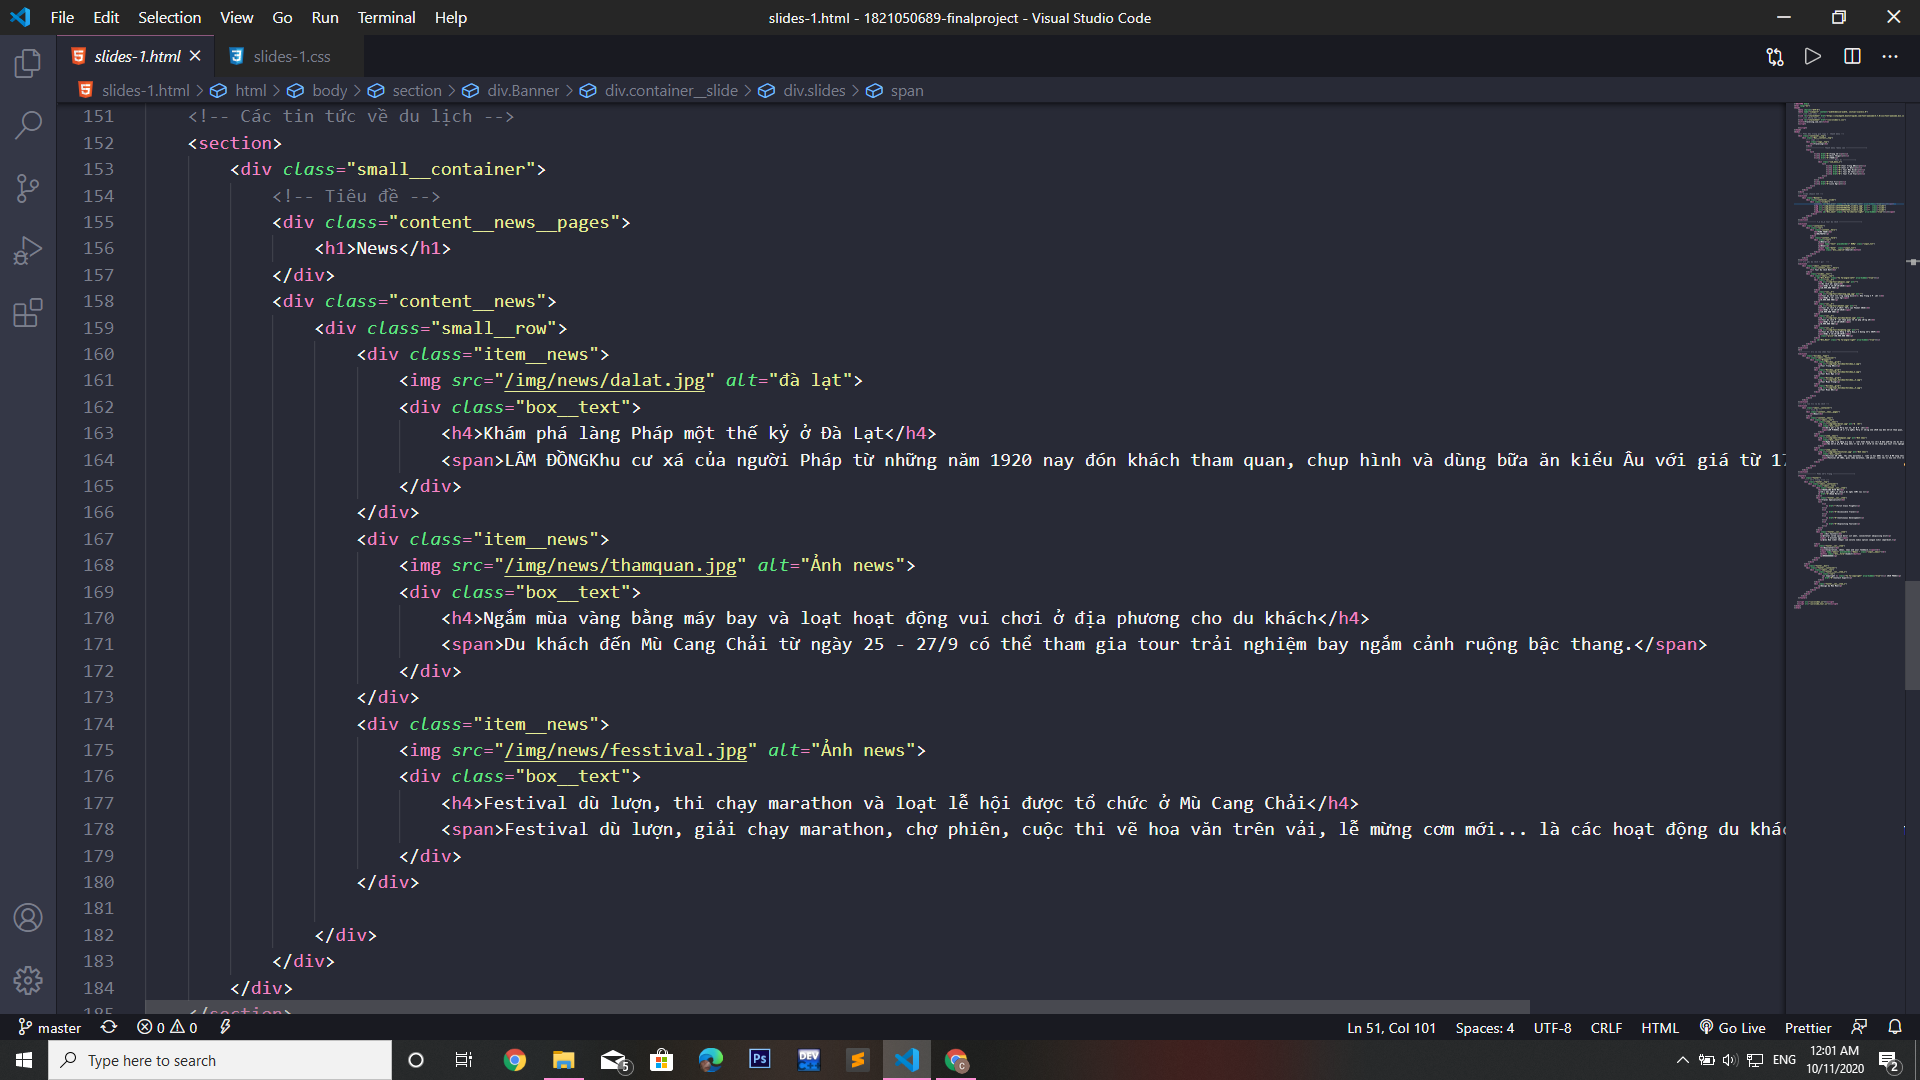 File Edit Selection View Go Run Terminal Help
slides-1.html - 1821050689-finalproject - Visual Studio Code
slides-1.html
slides-1.css
slides-1.html > html > body > section > div.Banner > div.container__slide > div.slides > span
151 <!-- Các tin tức về du lịch -->
152 <section>
153 <div class="small__container">
154 <!-- Tiêu đề -->
155 <div class="content__news__pages">
156 <h1>News</h1>
157 </div>
158 <div class="content__news">
159 <div class="small__row">
160 <div class="item__news">
161 <img src="/img/news/dalat.jpg" alt="đà lạt">
162 <div class="box__text">
163 <h4>Khám phá làng Pháp một thế kỷ ở Đà Lạt</h4>
164 <span>LÂM ĐỒNGKhu cư xá của người Pháp từ những năm 1920 nay đón khách tham quan, chụp hình và dùng bữa ăn kiểu Âu với giá từ 17
165 </div>
166 </div>
167 <div class="item__news">
168 <img src="/img/news/thamquan.jpg" alt="Ảnh news">
169 <div class="box__text">
170 <h4>Ngắm mùa vàng bằng máy bay và loạt hoạt động vui chơi ở địa phương cho du khách</h4>
171 <span>Du khách đến Mù Cang Chải từ ngày 25 - 27/9 có thể tham gia tour trải nghiệm bay ngắm cảnh ruộng bậc thang.</span>
172 </div>
173 </div>
174 <div class="item__news">
175 <img src="/img/news/fesstival.jpg" alt="Ảnh news">
176 <div class="box__text">
177 <h4>Festival dù lượn, thi chạy marathon và loạt lễ hội được tổ chức ở Mù Cang Chải</h4>
178 <span>Festival dù lượn, giải chạy marathon, chợ phiên, cuộc thi vẽ hoa văn trên vải, lễ mừng cơm mới... là các hoạt động du khác
179 </div>
180 </div>
181
182 </div>
183 </div>
184 </div>
185 </section>
master 0 0 Ln 51, Col 101 Spaces: 4 UTF-8 CRLF HTML Go Live Prettier
Type here to search
5
Ps
DEV
C
ENG
12:01 AM
10/11/2020
2